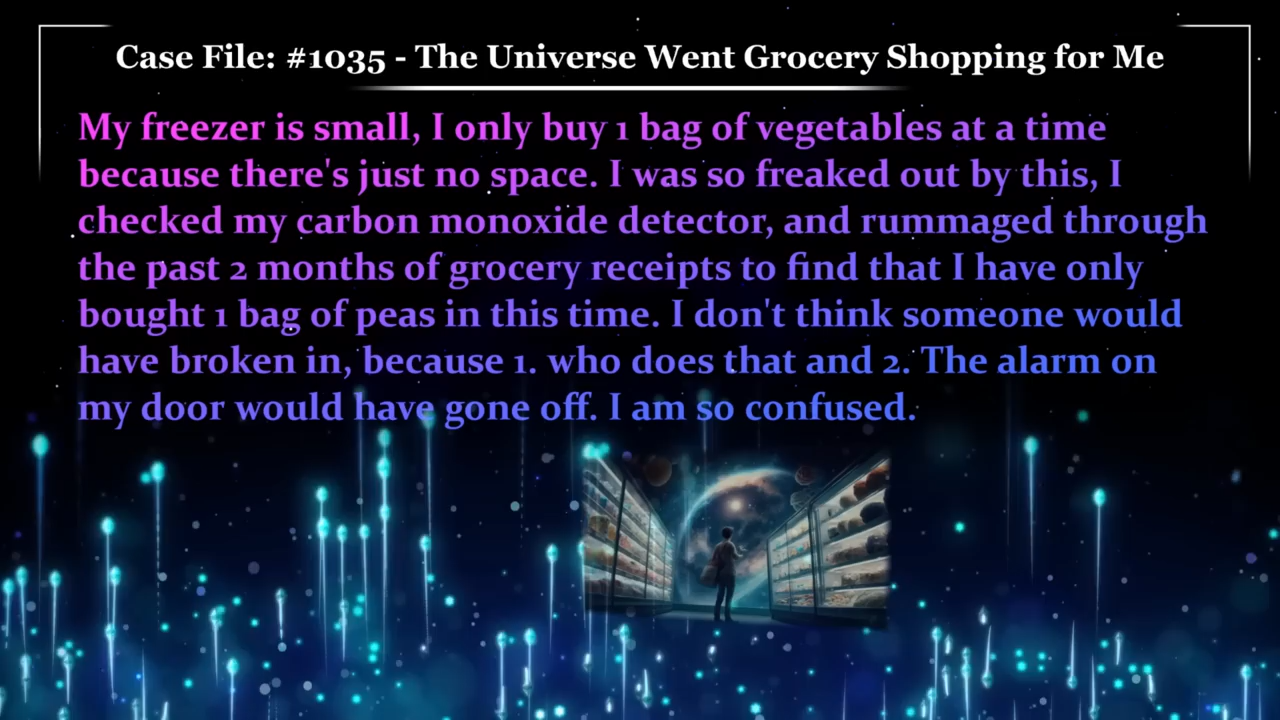 Case File: #1035 - The Universe Went Grocery Shopping for Me
My freezer is small, I only buy 1 bag of vegetables at a time
because there's just no space. I was so freaked out by this, I
checked my carbon monoxide detector, and rummaged through
the past 2 months of grocery receipts to find that I have only
bought 1 bag of peas in this time. I don't think someone would
have broken in, because 1. who does that and 2. The alarm on
my door would have gone off. I am so confused.